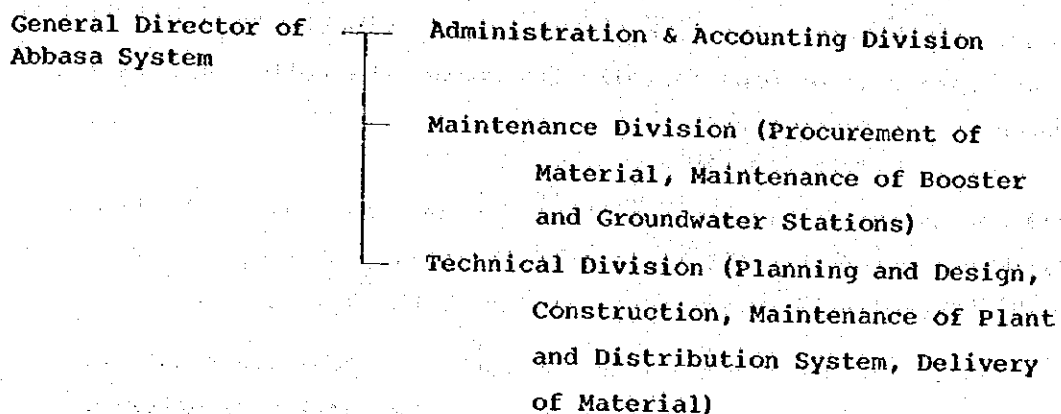 General Director of
Abbasa System
Administration & Accounting Division
Maintenance Division (Procurement of
Material, Maintenance of Booster
and Groundwater Stations)
Technical Division (Planning and Design,
Construction, Maintenance of Plant
and Distribution System, Delivery
of Material)